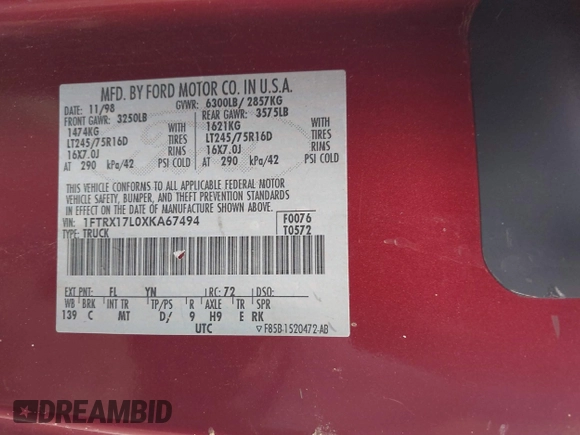 MFD. BY FORD MOTOR CO. IN U.S.A.
DATE: 11/98 GVWR: 6300LB/ 2857KG
FRONT GAWR: 3250LB REAR GAWR: 3575LB
1474KG WITH 1621KG WITH
LT245/75R16D TIRES LT245/75R16D TIRES
16X7.0J RIMS 16X7.0J RIMS
AT 290 kPa/42 PSI COLD AT 290 kPa/42 PSI COLD
THIS VEHICLE CONFORMS TO ALL APPLICABLE FEDERAL MOTOR
VEHICLE SAFETY, BUMPER, AND THEFT PREVENTION STANDARDS
IN EFFECT ON THE DATE OF MANUFACTURE SHOWN ABOVE.
VIN: 1FTRX17L0XKA67494 F0076
TYPE: TRUCK T0572
EXT PNT: FL YN RC: 72 DSO:
WB BRK INT TR TP/PS R AXLE TR SPR
139 C MT D/ 9 H9 E RK
UTC F85B-1520472-AB
DREAMBID